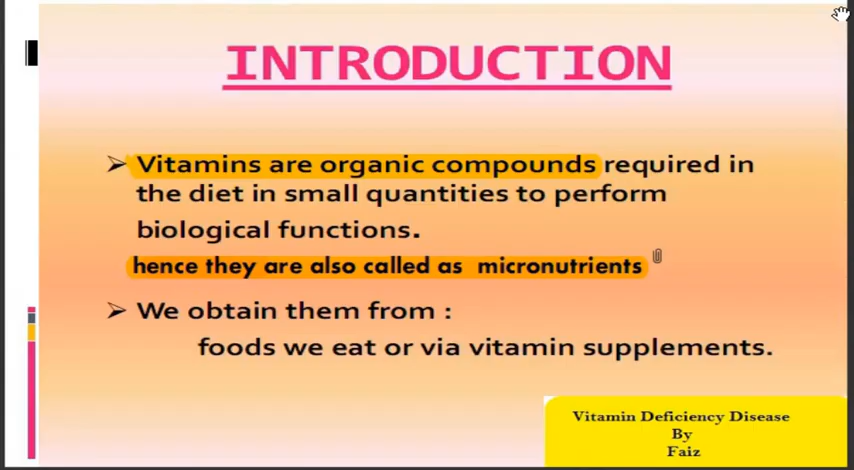 INTRODUCTION
Vitamins are organic compounds required in
the diet in small quantities to perform
biological functions.
hence they are also called as micronutrients
We obtain them from :
foods we eat or via vitamin supplements.
Vitamin Deficiency Disease
By
Faiz